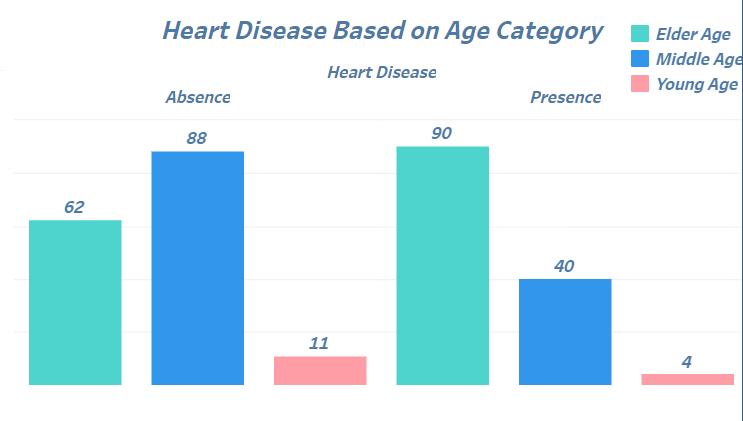 Heart Disease Based on Age Category
Elder Age
Middle Age
Young Age
Heart Disease
Absence
Presence
62
88
11
90
40
4